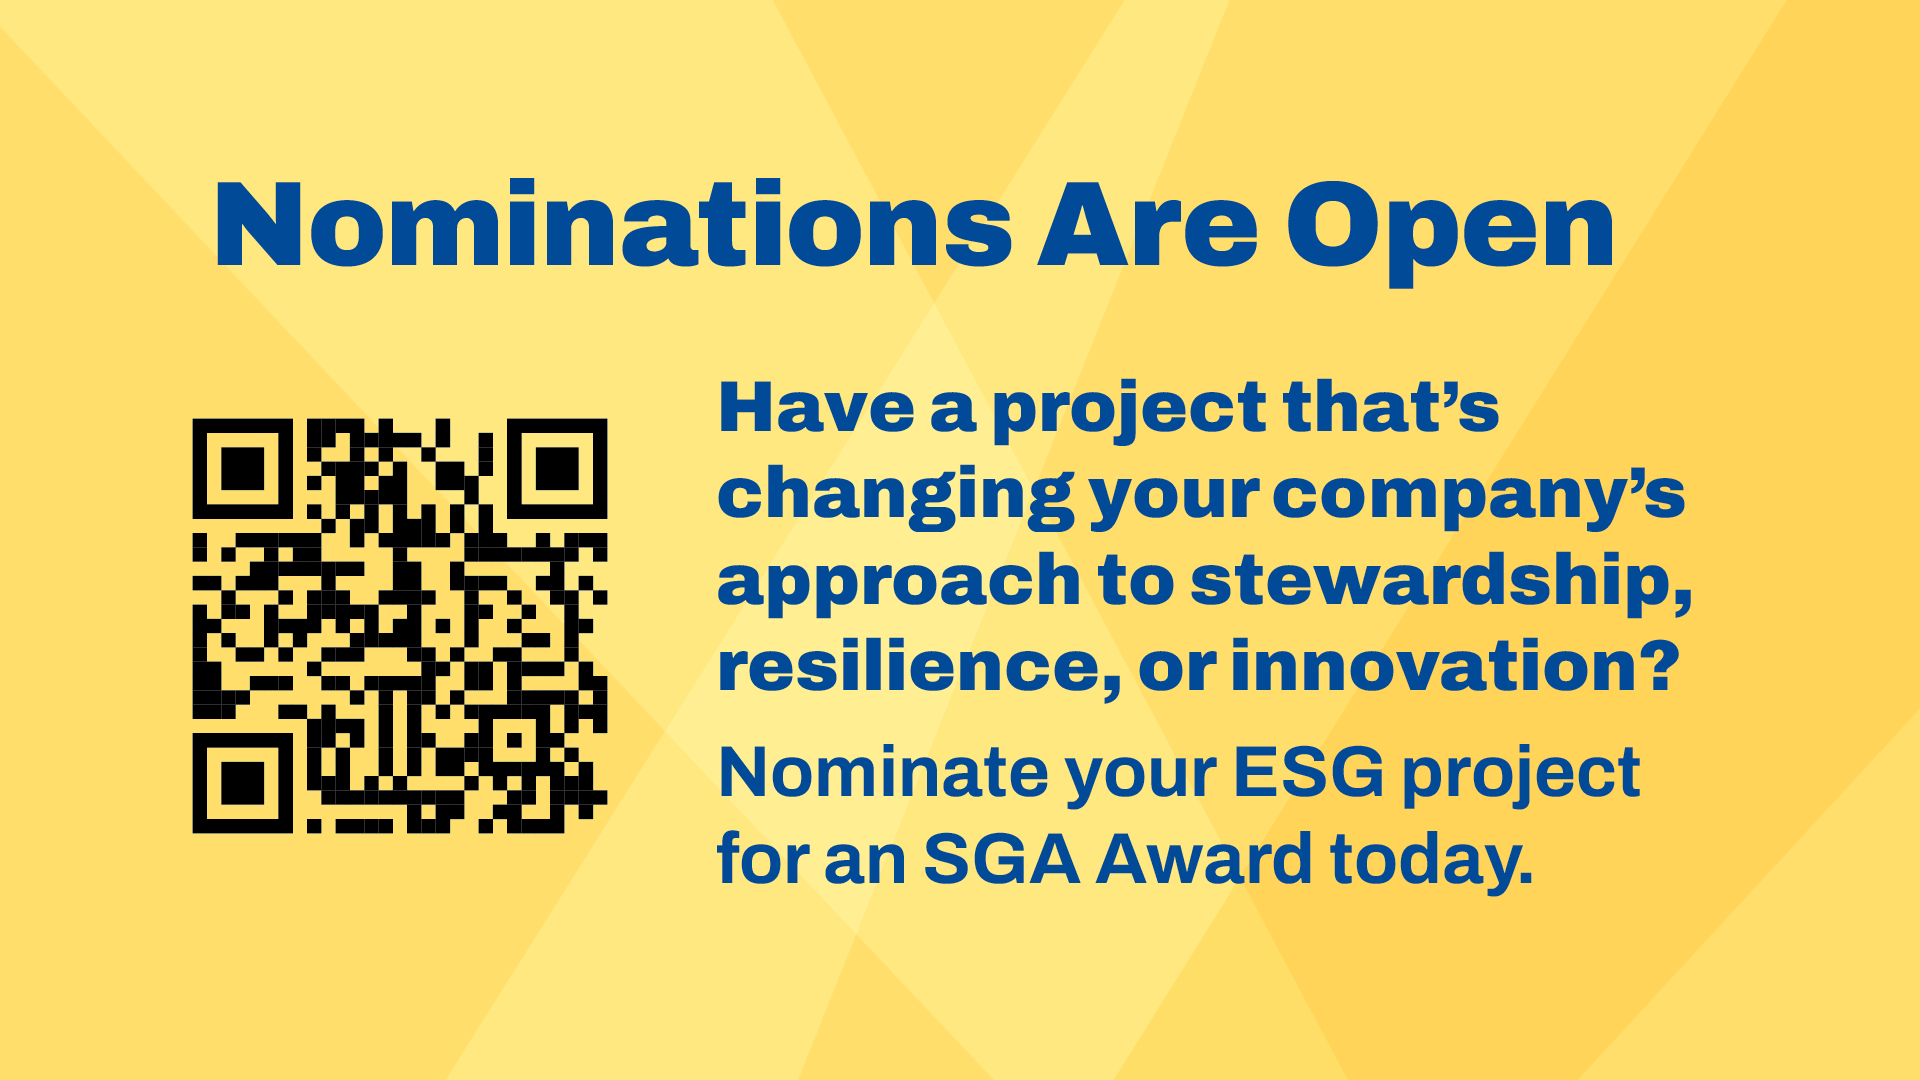 Nominations Are Open
Have a project that’s
changing your company’s
approach to stewardship,
resilience, or innovation?
Nominate your ESG project
for an SGA Award today.